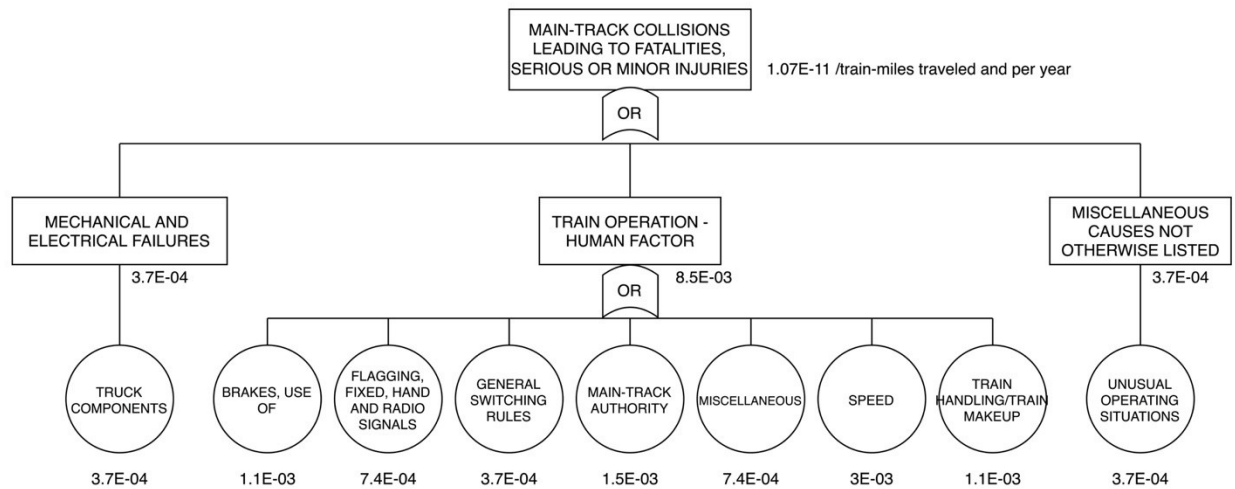 MAIN-TRACK COLLISIONS
LEADING TO FATALITIES,
SERIOUS OR MINOR INJURIES
1.07E-11 /train-miles traveled and per year
OR
MECHANICAL AND
ELECTRICAL FAILURES
3.7E-04
TRAIN OPERATION -
HUMAN FACTOR
8.5E-03
MISCELLANEOUS
CAUSES NOT
OTHERWISE LISTED
3.7E-04
OR
TRUCK
COMPONENTS
BRAKES, USE
OF
FLAGGING,
FIXED, HAND
AND RADIO
SIGNALS
GENERAL
SWITCHING
RULES
MAIN-TRACK
AUTHORITY
MISCELLANEOUS
SPEED
TRAIN
HANDLING/TRAIN
MAKEUP
UNUSUAL
OPERATING
SITUATIONS
3.7E-04
1.1E-03
7.4E-04
3.7E-04
1.5E-03
7.4E-04
3E-03
1.1E-03
3.7E-04